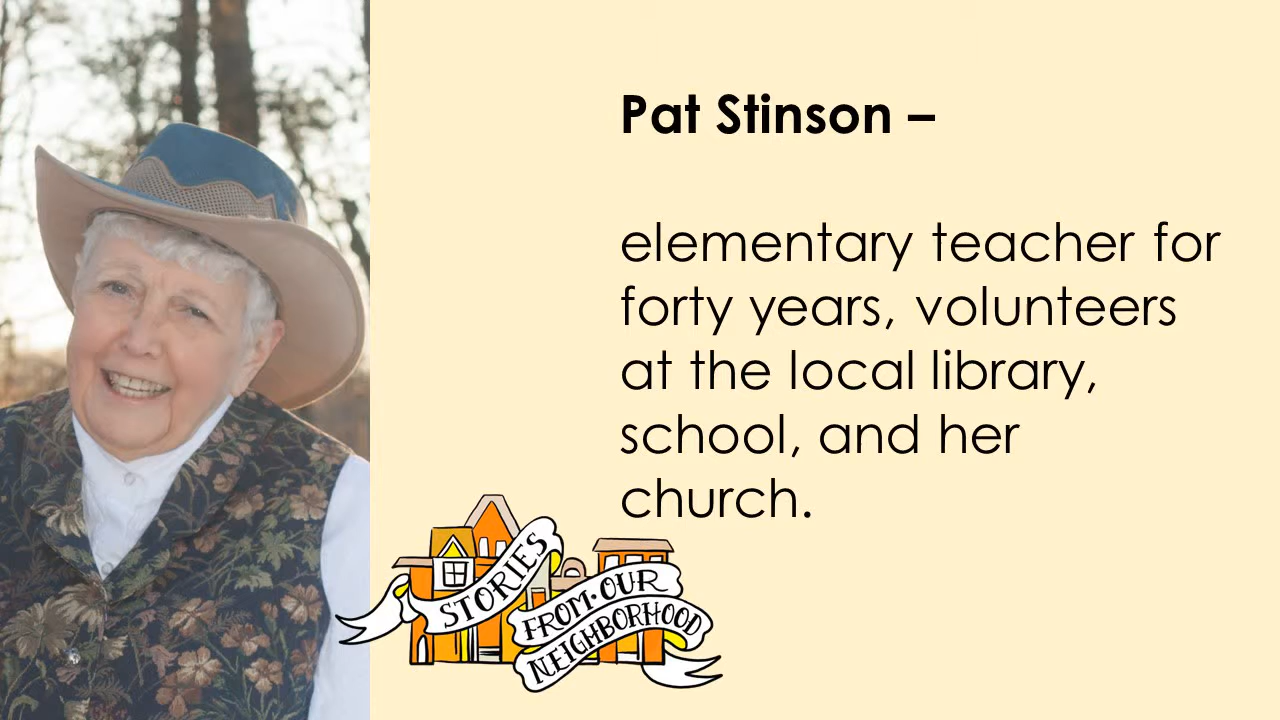 Pat Stinson –
elementary teacher for
forty years, volunteers
at the local library,
school, and her
church.
STORIES
FROM·OUR
NEIGHBORHOOD